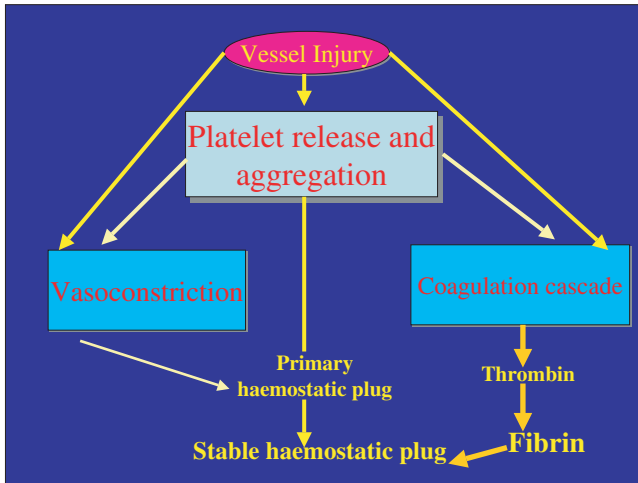 Vessel Injury
Platelet release and
aggregation
Vasoconstriction
Coagulation cascade
Primary
haemostatic plug
Thrombin
Stable haemostatic plug
Fibrin